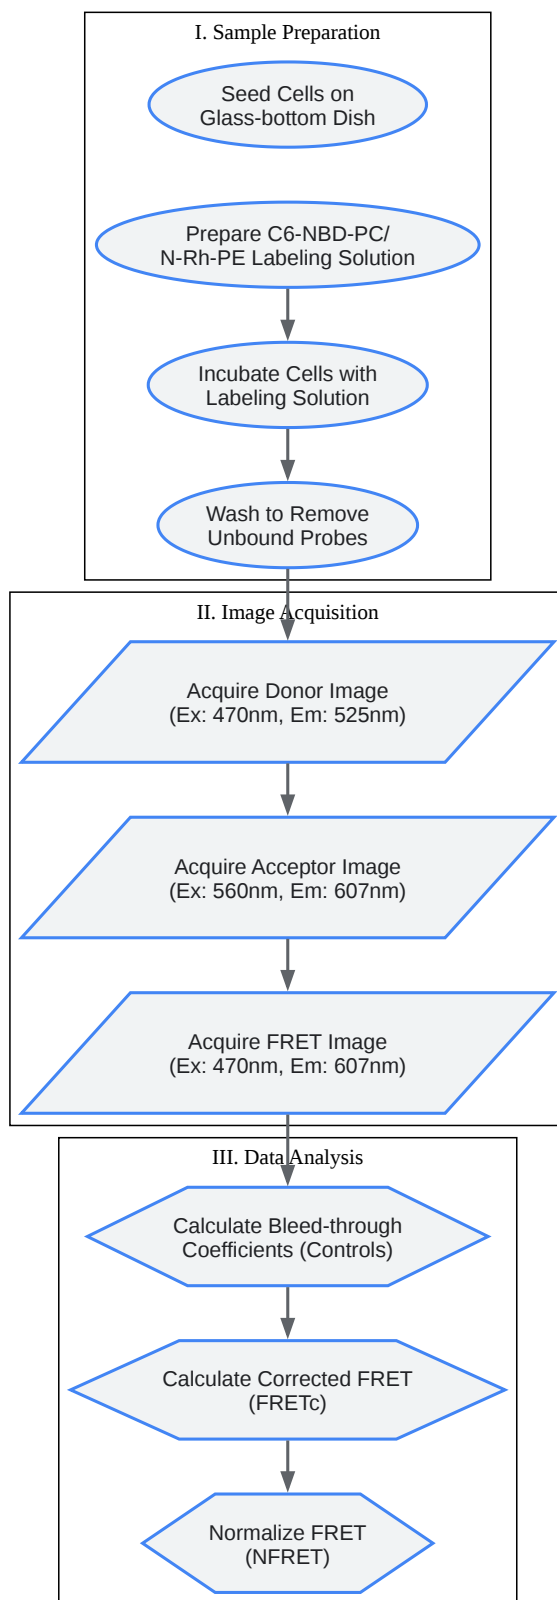 I. Sample Preparation
Seed Cells on
Glass-bottom Dish
Prepare C6-NBD-PC/
N-Rh-PE Labeling Solution
Incubate Cells with
Labeling Solution
Wash to Remove
Unbound Probes
II. Image Acquisition
Acquire Donor Image
(Ex: 470nm, Em: 525nm)
Acquire Acceptor Image
(Ex: 560nm, Em: 607nm)
Acquire FRET Image
(Ex: 470nm, Em: 607nm)
III. Data Analysis
Calculate Bleed-through
Coefficients (Controls)
Calculate Corrected FRET
(FRETc)
Normalize FRET
(NFRET)